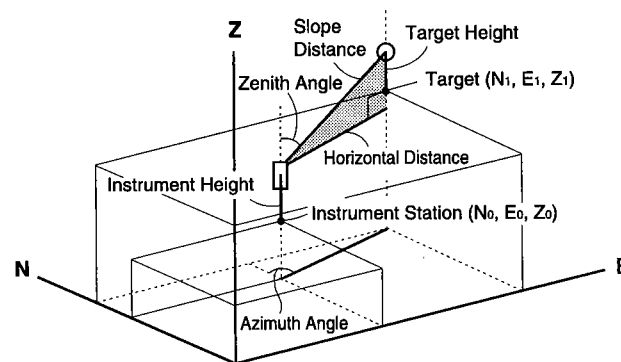 Z
Slope
Distance
Target Height
Zenith Angle
Target (N1, E1, Z1)
Horizontal Distance
Instrument Height
Instrument Station (N0, E0, Z0)
N
Azimuth Angle